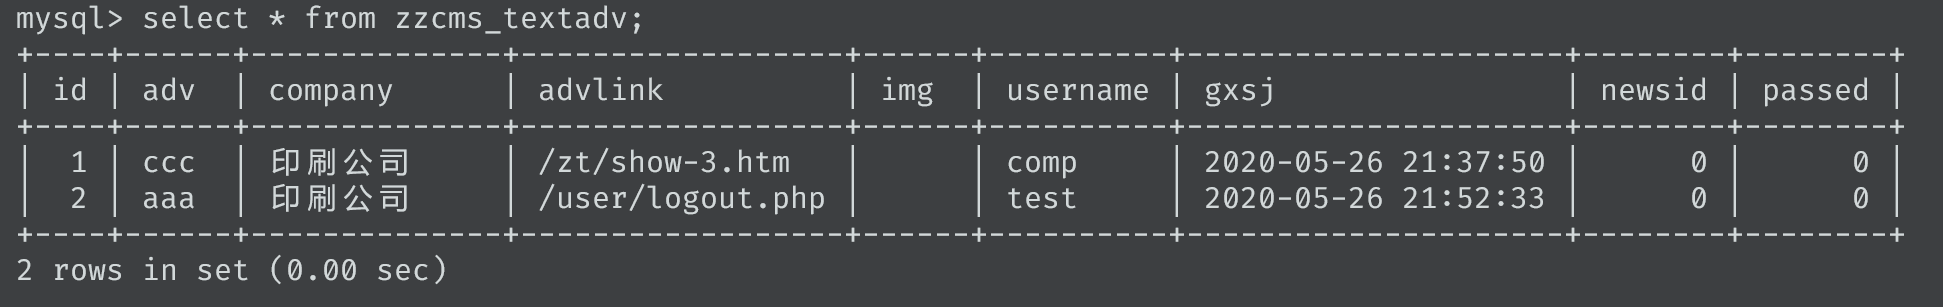 mysql> select * from zzcms_textadv;
+----+------+--------------+------------------+------+----------+---------------------+--------+--------+
| id | adv  | company      | advlink          | img  | username | gxsj                | newsid | passed |
+----+------+--------------+------------------+------+----------+---------------------+--------+--------+
|  1 | ccc  | 印刷公司     | /zt/show-3.htm   |      | comp     | 2020-05-26 21:37:50 |      0 |      0 |
|  2 | aaa  | 印刷公司     | /user/logout.php |      | test     | 2020-05-26 21:52:33 |      0 |      0 |
+----+------+--------------+------------------+------+----------+---------------------+--------+--------+
2 rows in set (0.00 sec)